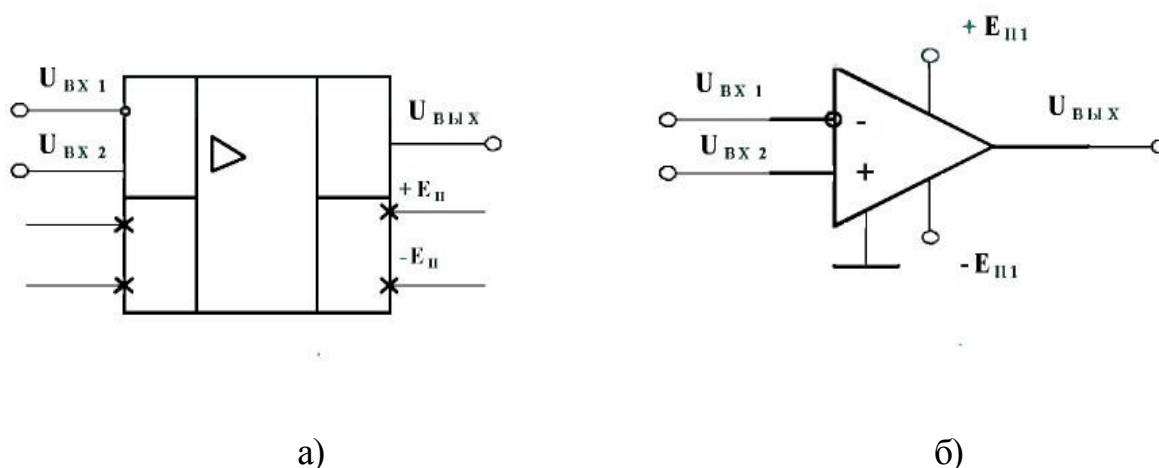 U ВХ 1
U ВХ 2
U ВЫХ
+ E П
- E П
а)
+ E П1
U ВХ 1
U ВХ 2
-
+
U ВЫХ
- E П1
б)